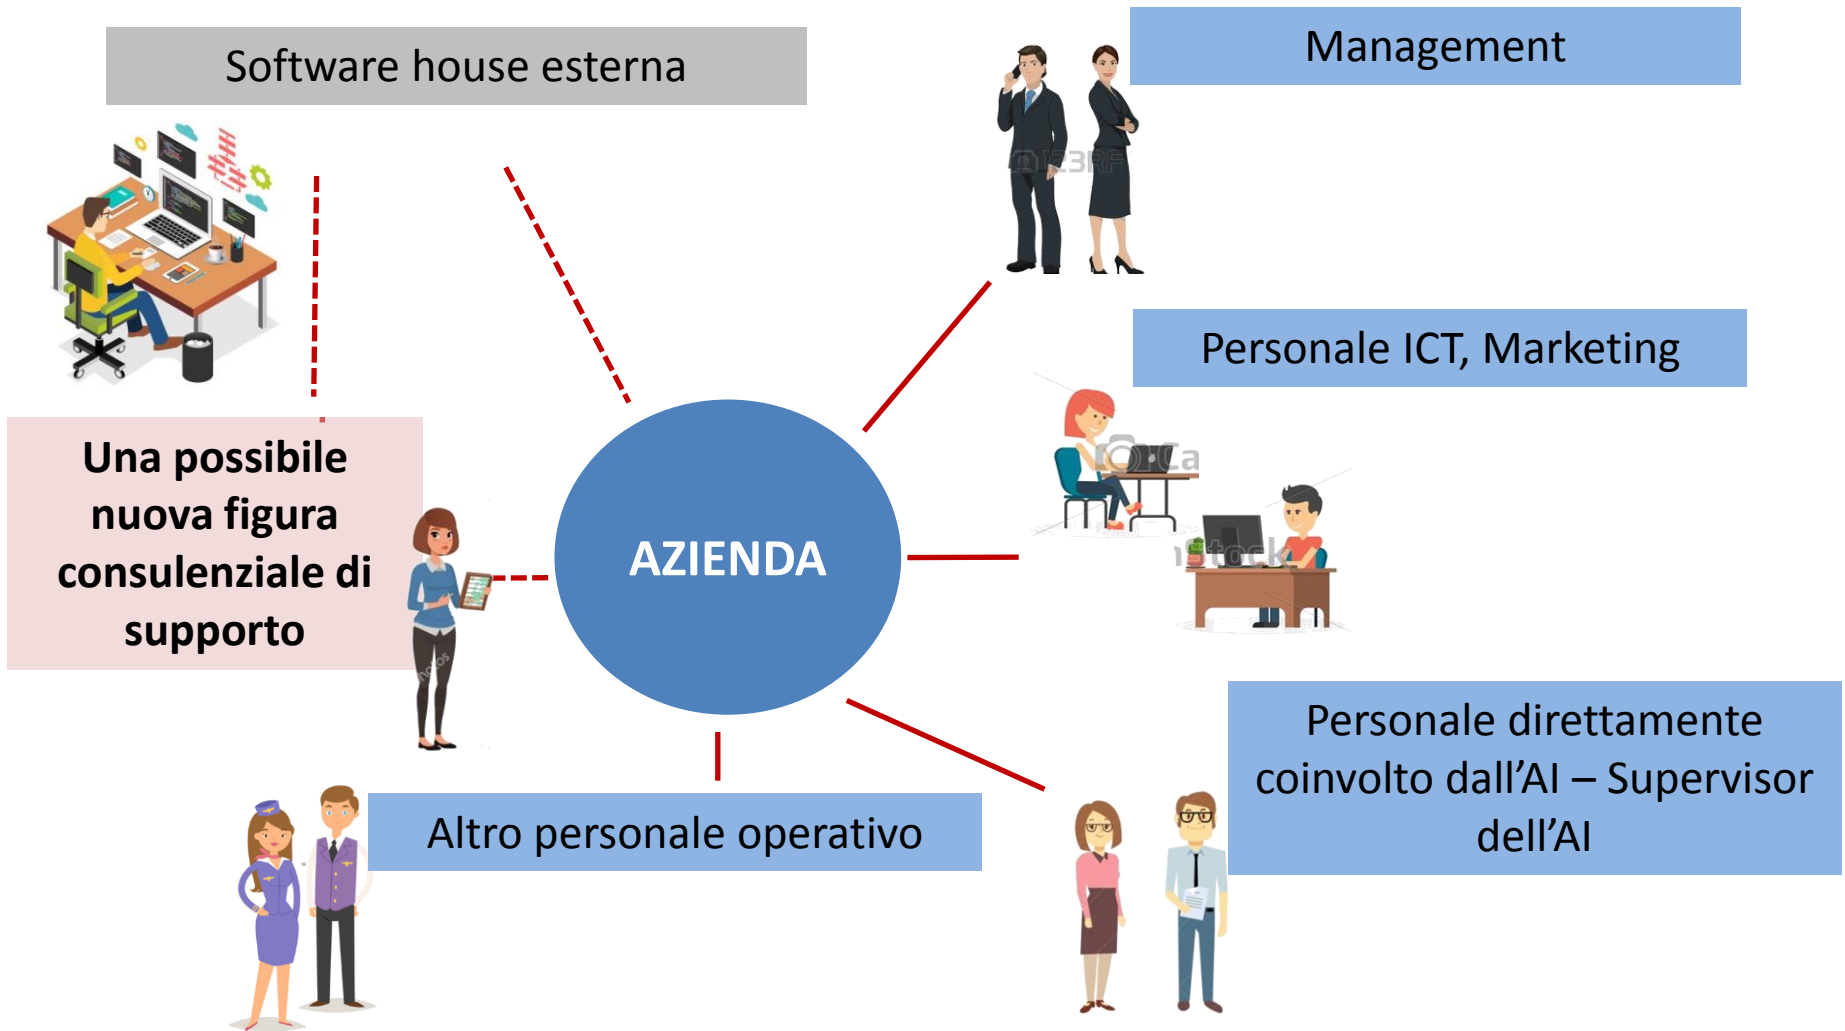 Software house esterna
Management
123RF
Personale ICT, Marketing
Una possibile
nuova figura
consulenziale di
supporto
AZIENDA
Personale direttamente
coinvolto dall’AI – Supervisor
dell’AI
Altro personale operativo